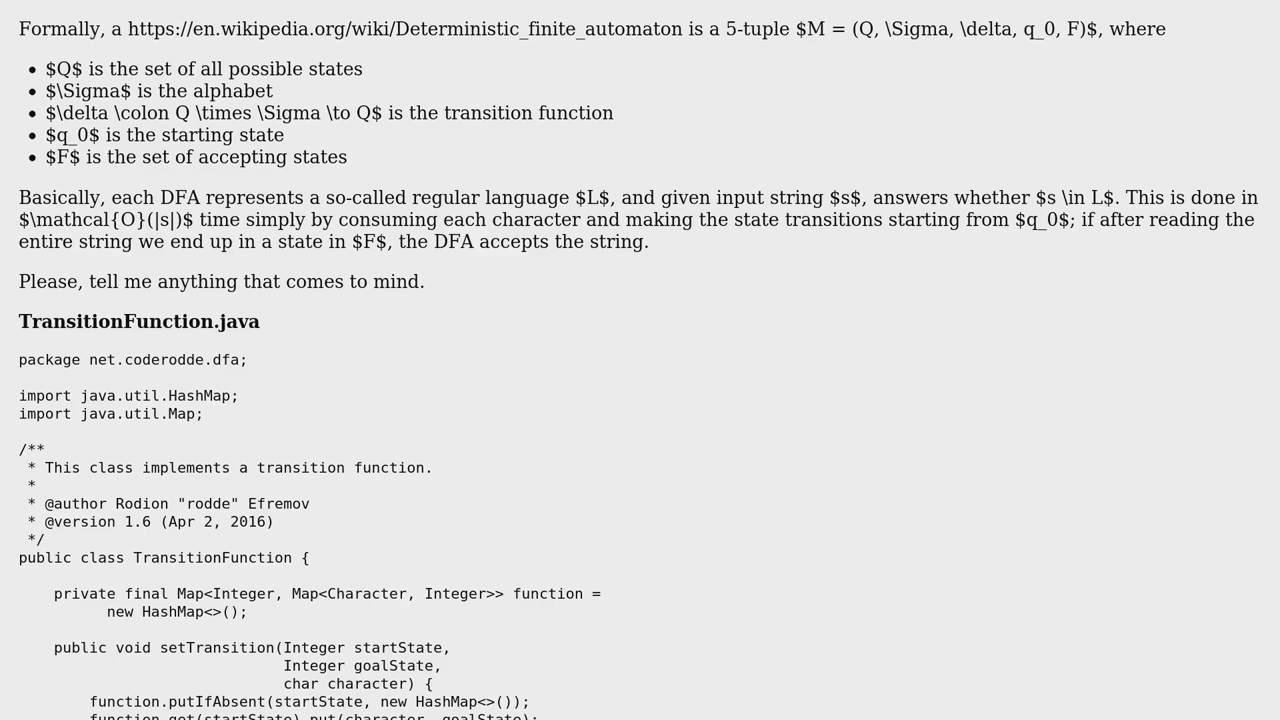 Formally, a https://en.wikipedia.org/wiki/Deterministic_finite_automaton is a 5-tuple $M = (Q, \Sigma, \delta, q_0, F)$, where
• $Q$ is the set of all possible states
• $\Sigma$ is the alphabet
• $\delta \colon Q \times \Sigma \to Q$ is the transition function
• $q_0$ is the starting state
• $F$ is the set of accepting states
Basically, each DFA represents a so-called regular language $L$, and given input string $s$, answers whether $s \in L$. This is done in
$\mathcal{O}(|s|)$ time simply by consuming each character and making the state transitions starting from $q_0$; if after reading the
entire string we end up in a state in $F$, the DFA accepts the string.
Please, tell me anything that comes to mind.
TransitionFunction.java
package net.coderodde.dfa;
import java.util.HashMap;
import java.util.Map;
/**
 * This class implements a transition function.
 *
 * @author Rodion "rodde" Efremov
 * @version 1.6 (Apr 2, 2016)
 */
public class TransitionFunction {
    private final Map<Integer, Map<Character, Integer>> function =
          new HashMap<>();
    public void setTransition(Integer startState,
                              Integer goalState,
                              char character) {
        function.putIfAbsent(startState, new HashMap<>());
        function.get(startState).put(character, goalState);